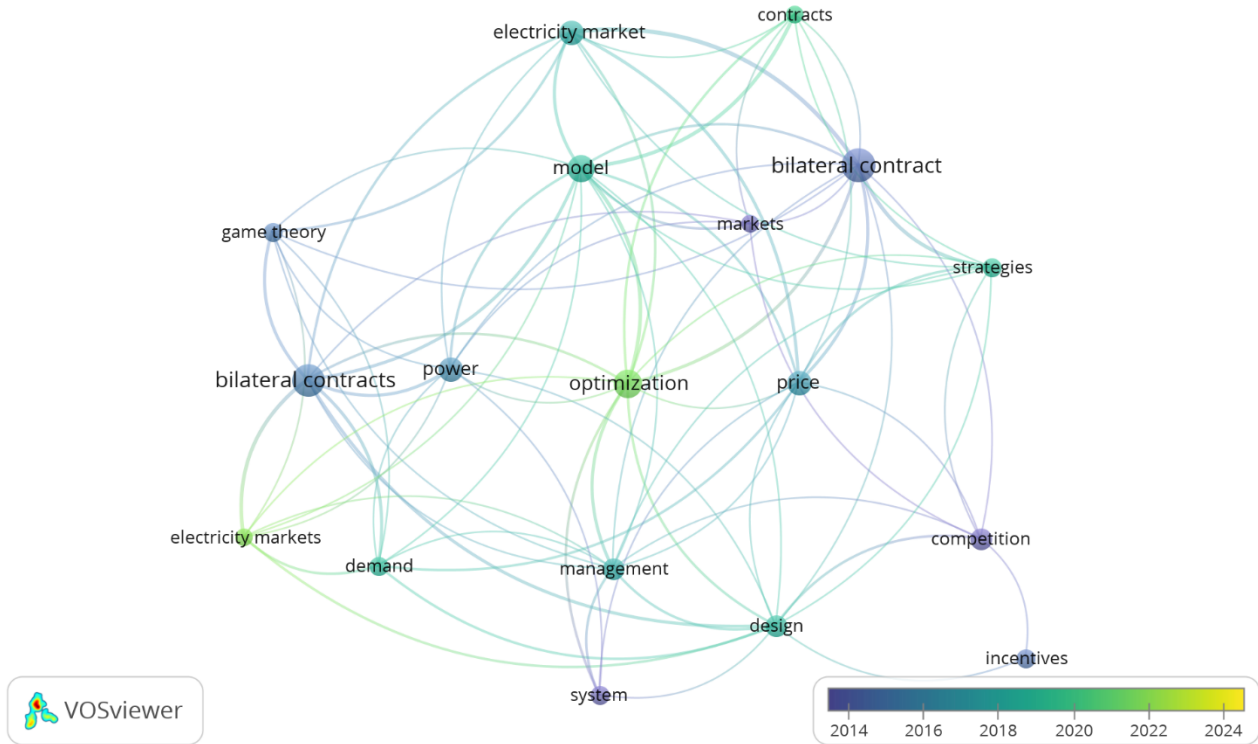 contracts
electricity market
model
bilateral contract
markets
game theory
strategies
power
bilateral contracts
optimization
price
electricity markets
demand
management
competition
design
incentives
system
VOSviewer
2014 2016 2018 2020 2022 2024